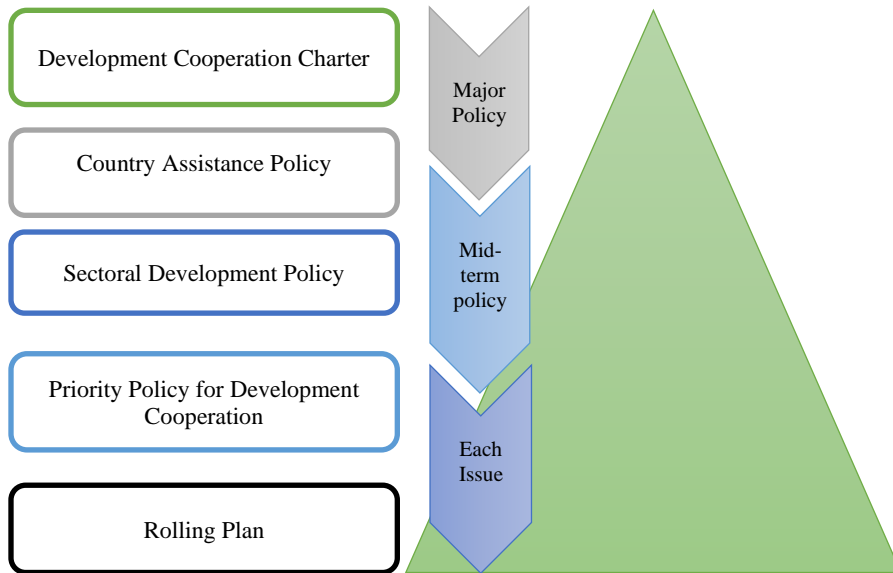 Development Cooperation Charter
Country Assistance Policy
Sectoral Development Policy
Priority Policy for Development
Cooperation
Rolling Plan
Major
Policy
Mid-
term
policy
Each
Issue